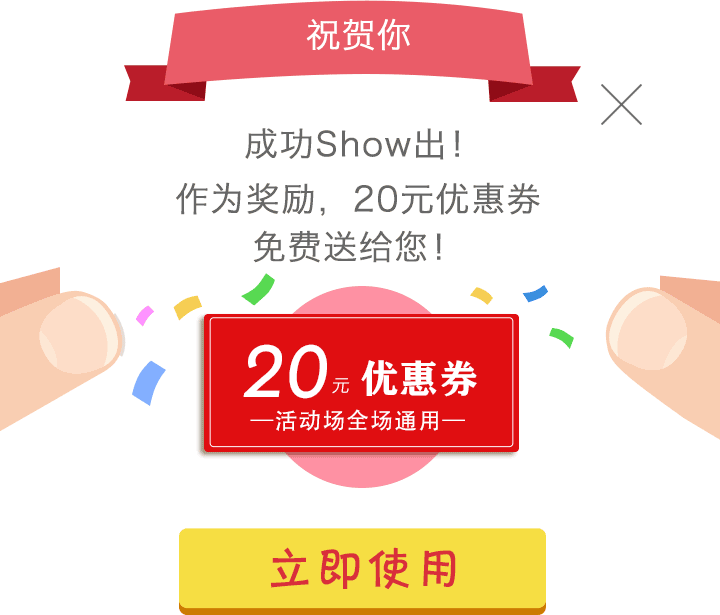 祝贺你
成功Show出！
作为奖励，20元优惠券
免费送给您！
20元 优惠券
—活动场全场通用—
立即使用